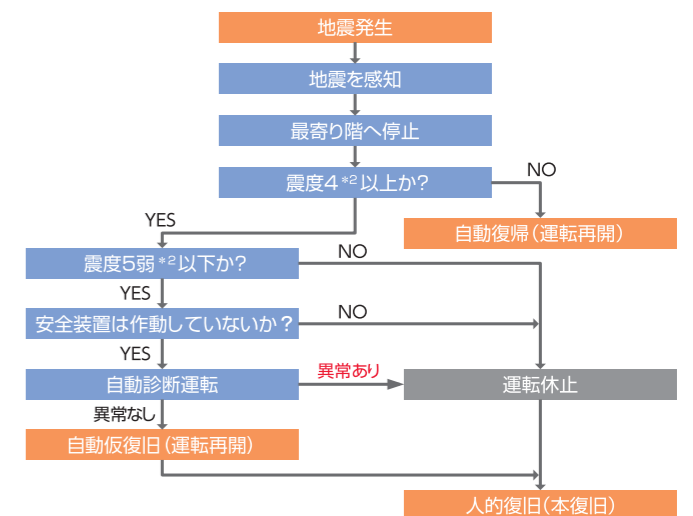 地震発生
地震を感知
最寄り階へ停止
震度4*2以上か?
NO
YES
自動復帰(運転再開)
震度5弱*2以下か?
NO
YES
安全装置は作動していないか?
NO
YES
自動診断運転
異常あり
運転休止
異常なし
自動仮復旧(運転再開)
人的復旧(本復旧)